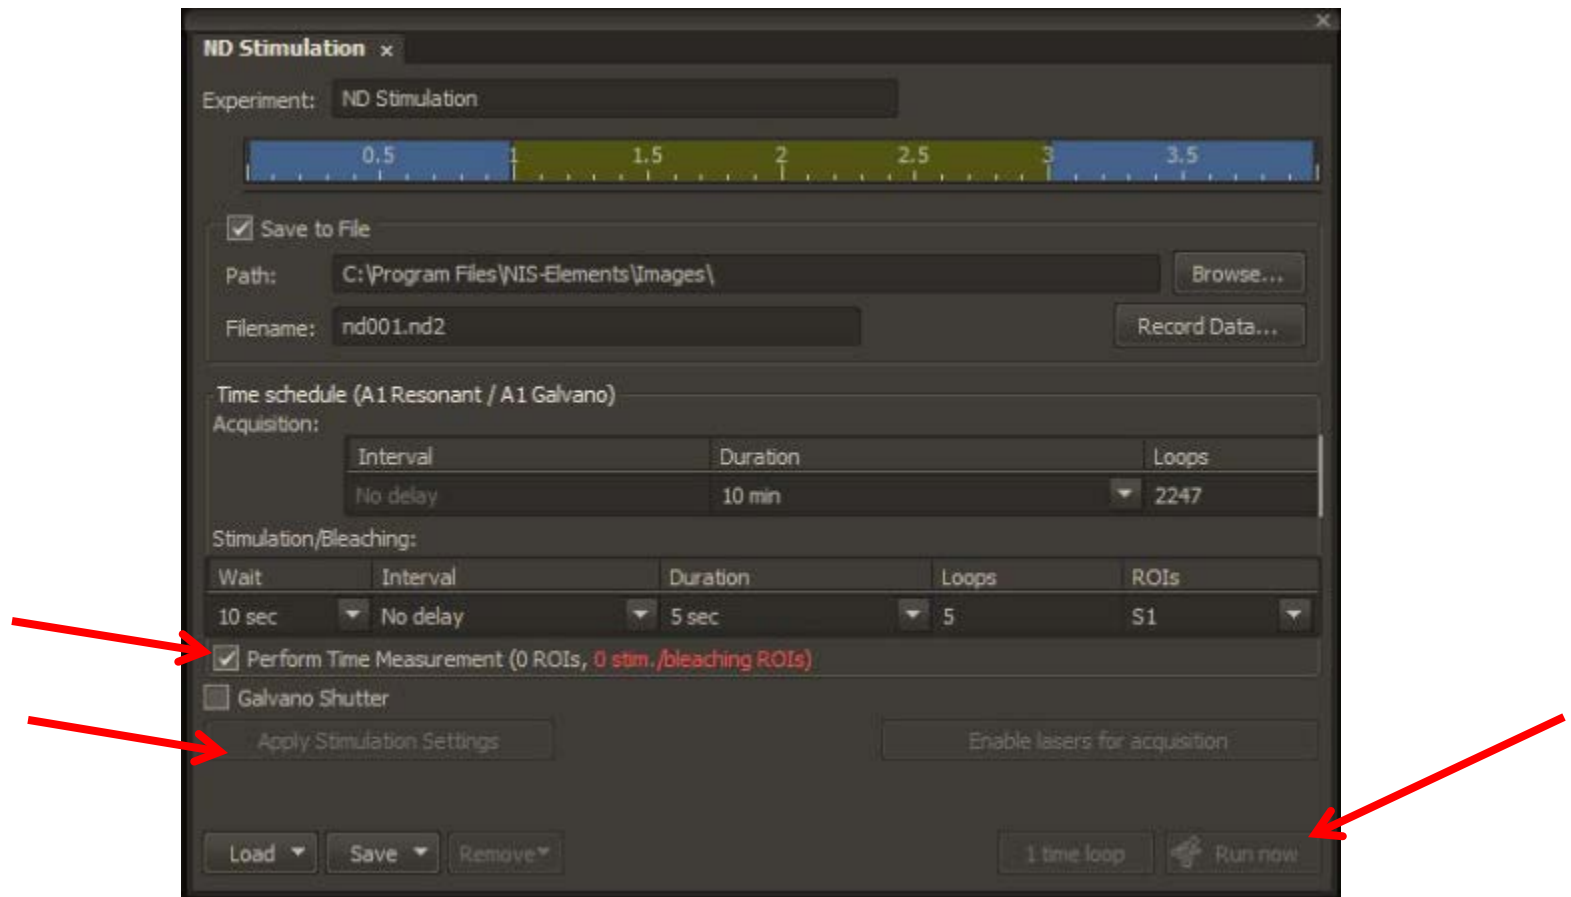 ND Stimulation ×
Experiment: ND Stimulation
0.5 1 1.5 2 2.5 3 3.5
Save to File
Path: C:\Program Files\NIS-Elements\Images\ Browse...
Filename: nd001.nd2 Record Data...
Time schedule (A1 Resonant / A1 Galvano)
Acquisition:
Interval Duration Loops
No delay 10 min 2247
Stimulation/Bleaching:
Wait Interval Duration Loops ROIs
10 sec No delay 5 sec 5 S1
Perform Time Measurement (0 ROIs, 0 stim./bleaching ROIs)
Galvano Shutter
Apply Stimulation Settings Enable lasers for acquisition
Load Save Remove 1 time loop Run now